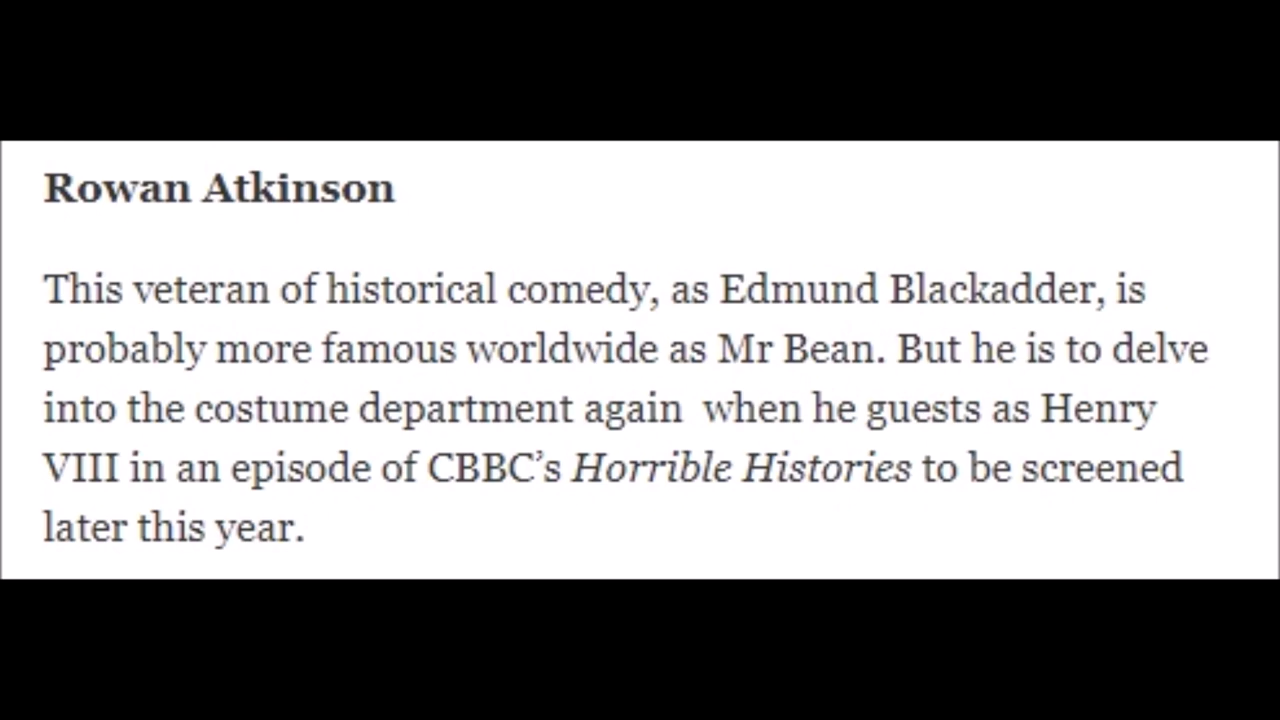 Rowan Atkinson
This veteran of historical comedy, as Edmund Blackadder, is
probably more famous worldwide as Mr Bean. But he is to delve
into the costume department again  when he guests as Henry
VIII in an episode of CBBC’s Horrible Histories to be screened
later this year.